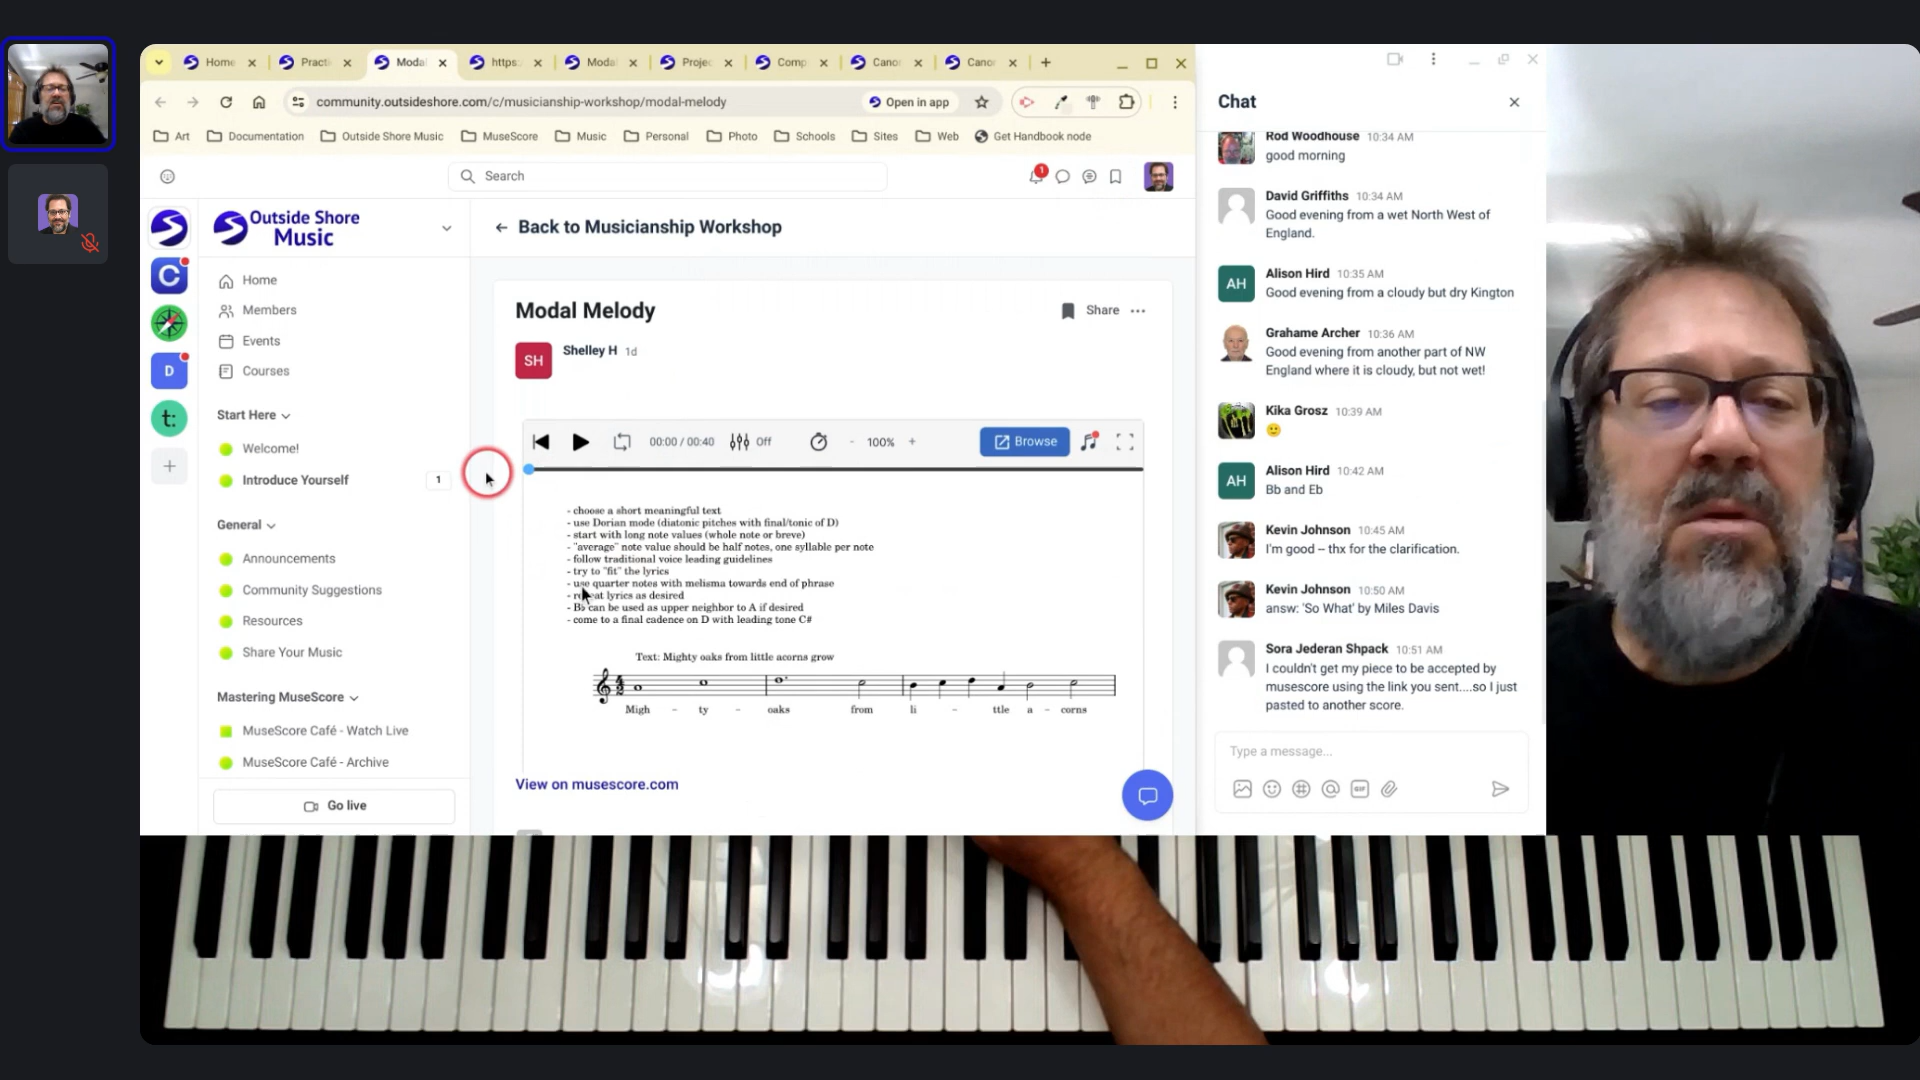 Home
Practi
Modal
https:
Modal
Projec
Comp
Canon
Canon
community.outsideshore.com/c/musicianship-workshop/modal-melody
Open in app
Art
Documentation
Outside Shore Music
MuseScore
Music
Personal
Photo
Schools
Sites
Web
Get Handbook node
Search
1
Outside Shore
Music
C
D
t:
Home
Members
Events
Courses
Start Here
Welcome!
Introduce Yourself
1
General
Announcements
Community Suggestions
Resources
Share Your Music
Mastering MuseScore
MuseScore Café - Watch Live
MuseScore Café - Archive
Go live
Back to Musicianship Workshop
Modal Melody
Share
SH
Shelley H 1d
00:00 / 00:40
Off
- 100% +
Browse
- choose a short meaningful text
- use Dorian mode (diatonic pitches with final/tonic of D)
- start with long note values (whole note or breve)
- "average" note value should be half notes, one syllable per note
- follow traditional voice leading guidelines
- try to "fit" the lyrics
- use quarter notes with melisma towards end of phrase
- repeat lyrics as desired
- Bb can be used as upper neighbor to A if desired
- come to a final cadence on D with leading tone C#
Text: Mighty oaks from little acorns grow
4
2
Migh - ty - oaks from li - ttle a - corns
View on musescore.com
Chat
Rod Woodhouse 10:34 AM
good morning
David Griffiths 10:34 AM
Good evening from a wet North West of
England.
AH
Alison Hird 10:35 AM
Good evening from a cloudy but dry Kington
Grahame Archer 10:36 AM
Good evening from another part of NW
England where it is cloudy, but not wet!
Kika Grosz 10:39 AM
🙂
AH
Alison Hird 10:42 AM
Bb and Eb
Kevin Johnson 10:45 AM
I'm good – thx for the clarification.
Kevin Johnson 10:50 AM
answ: 'So What' by Miles Davis
Sora Jederan Shpack 10:51 AM
I couldn't get my piece to be accepted by
musescore using the link you sent....so I just
pasted to another score.
Type a message...
GIF